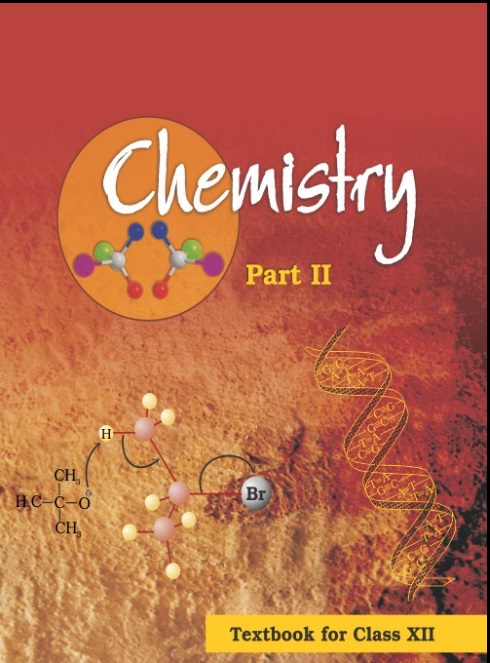 Chemistry
Part II
H
CH₃
H₃C–C–O⊖
CH₃
Br
Textbook for Class XII